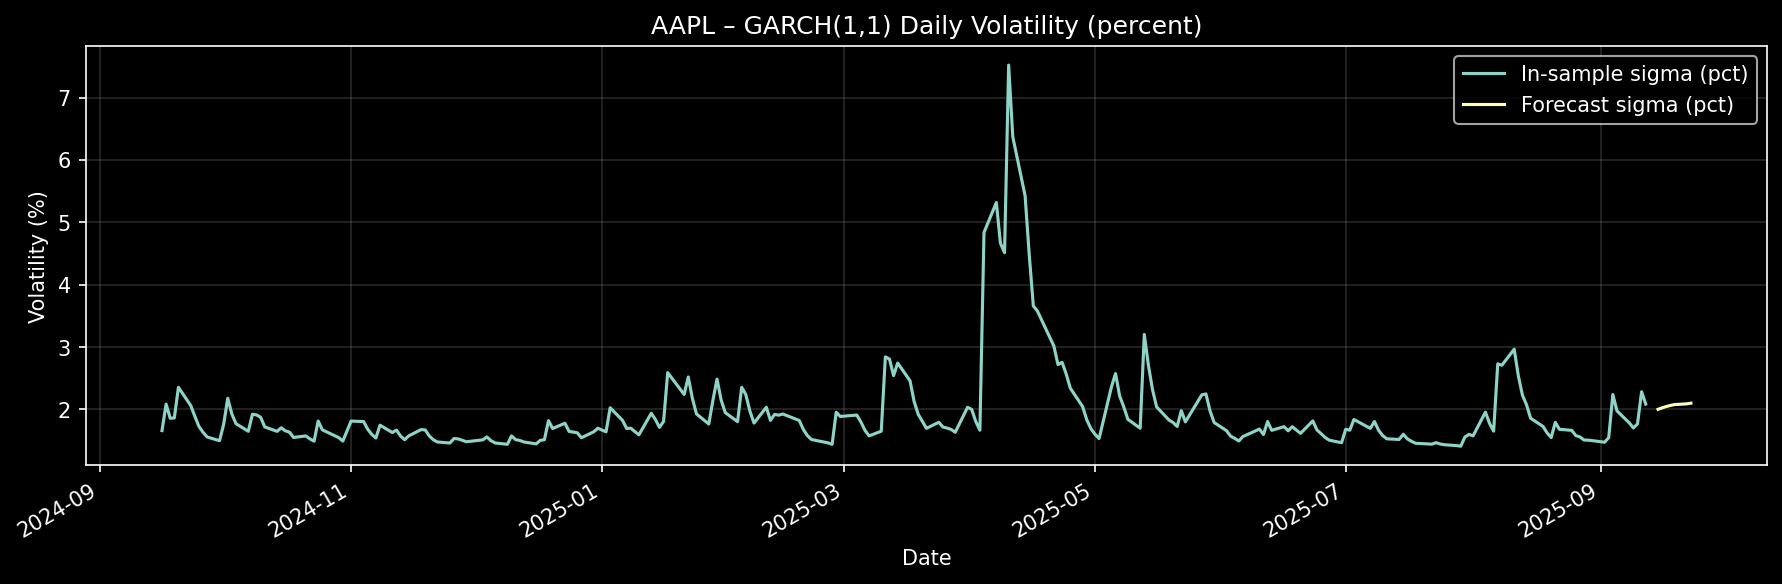 AAPL – GARCH(1,1) Daily Volatility (percent)
In-sample sigma (pct)
Forecast sigma (pct)
Volatility (%)
7
6
5
4
3
2
2024-09
2024-11
2025-01
2025-03
2025-05
2025-07
2025-09
Date